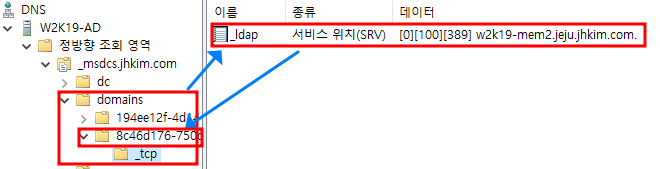 DNS
W2K19-AD
정방향 조회 영역
_msdcs.jhkim.com
dc
domains
194ee12f-4d14
8c46d176-750c
_tcp
이름 종류 데이터
_ldap 서비스 위치(SRV) [0][100][389] w2k19-mem2.jeju.jhkim.com.